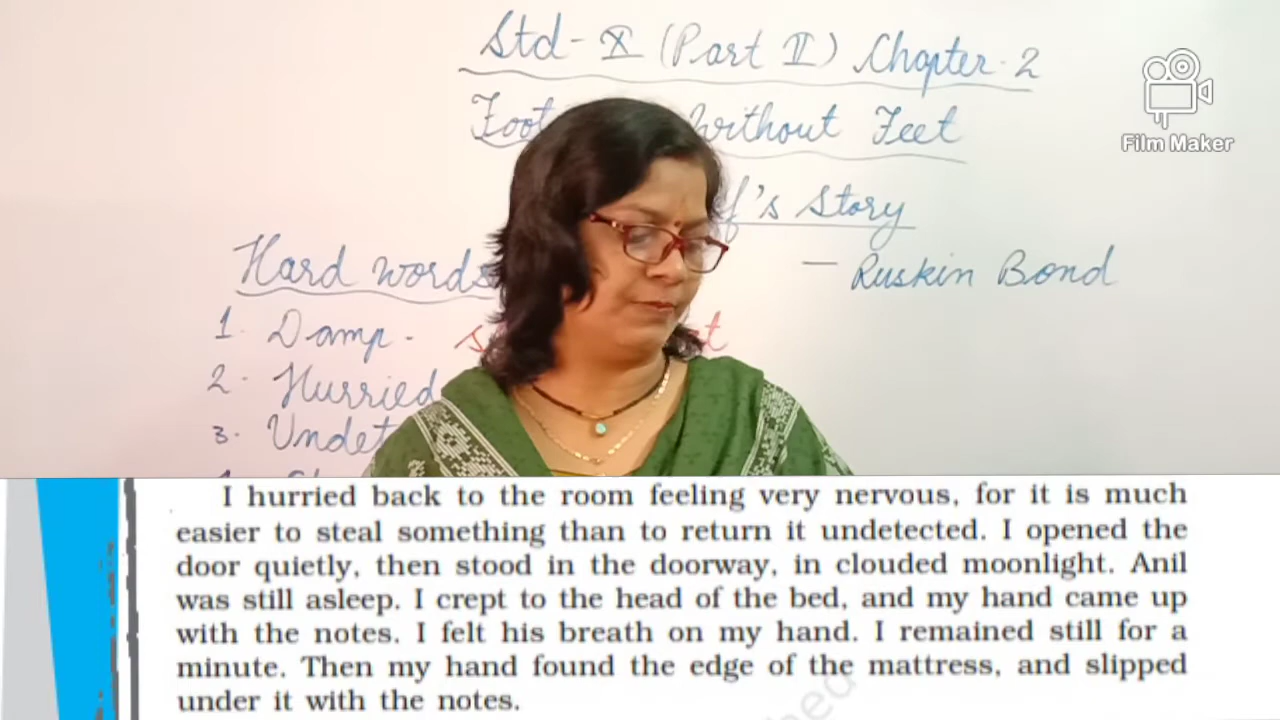 Std - X (Part II) Chapter - 2
Foot Without Feet
f's Story
Hard words
- Ruskin Bond
1. Damp -
2. Hurried
3. Undet
Film Maker
I hurried back to the room feeling very nervous, for it is much
easier to steal something than to return it undetected. I opened the
door quietly, then stood in the doorway, in clouded moonlight. Anil
was still asleep. I crept to the head of the bed, and my hand came up
with the notes. I felt his breath on my hand. I remained still for a
minute. Then my hand found the edge of the mattress, and slipped
under it with the notes.